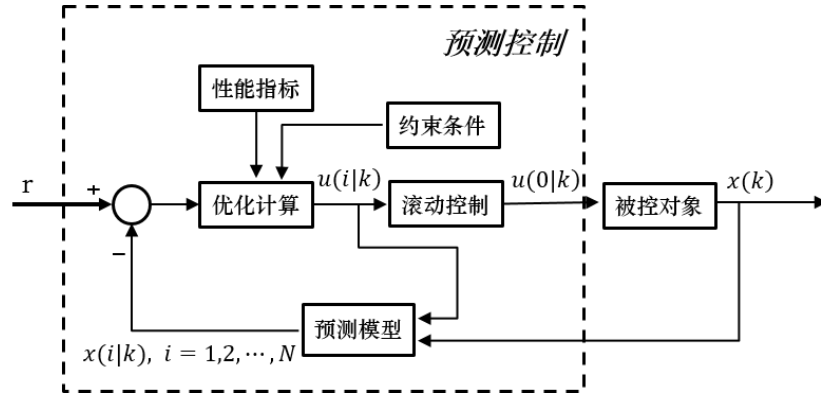 预测控制
性能指标
约束条件
r
+
−
优化计算
u(i|k)
滚动控制
u(0|k)
被控对象
x(k)
预测模型
x(i|k), i = 1,2,⋯,N